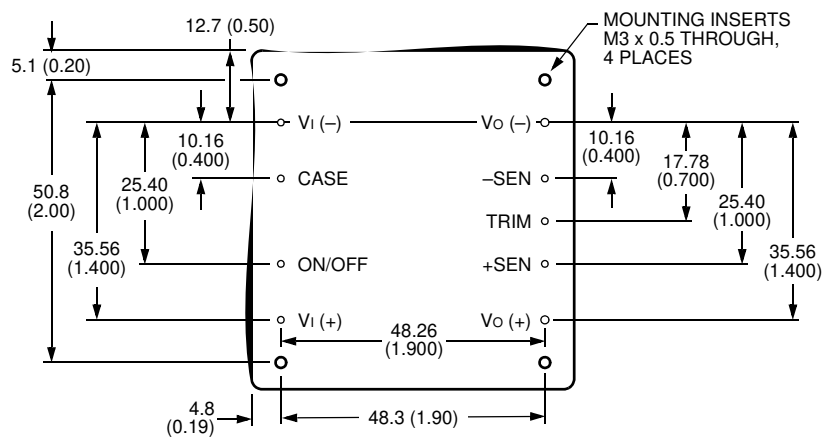 12.7 (0.50)
MOUNTING INSERTS
M3 x 0.5 THROUGH,
4 PLACES
5.1 (0.20)
VI (–)
VO (–)
10.16
(0.400)
10.16
(0.400)
CASE
–SEN
17.78
(0.700)
25.40
(1.000)
50.8
(2.00)
TRIM
25.40
(1.000)
35.56
(1.400)
35.56
(1.400)
ON/OFF
+SEN
VI (+)
VO (+)
48.26
(1.900)
4.8
(0.19)
48.3 (1.90)